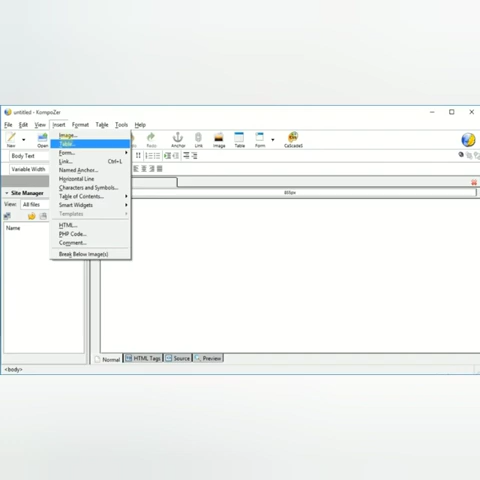 untitled - KompoZer
File Edit View Insert Format Table Tools Help
New Open Redo Anchor Link Image Table Form CaScadeS
Image...
Table...
Form...
Link... Ctrl+L
Named Anchor...
Horizontal Line
Characters and Symbols...
Table of Contents...
Smart Widgets
Templates
HTML...
PHP Code...
Comment...
Break Below Image(s)
Body Text
Variable Width
Site Manager
View: All files
Name
Normal HTML Tags Source Preview
<body>